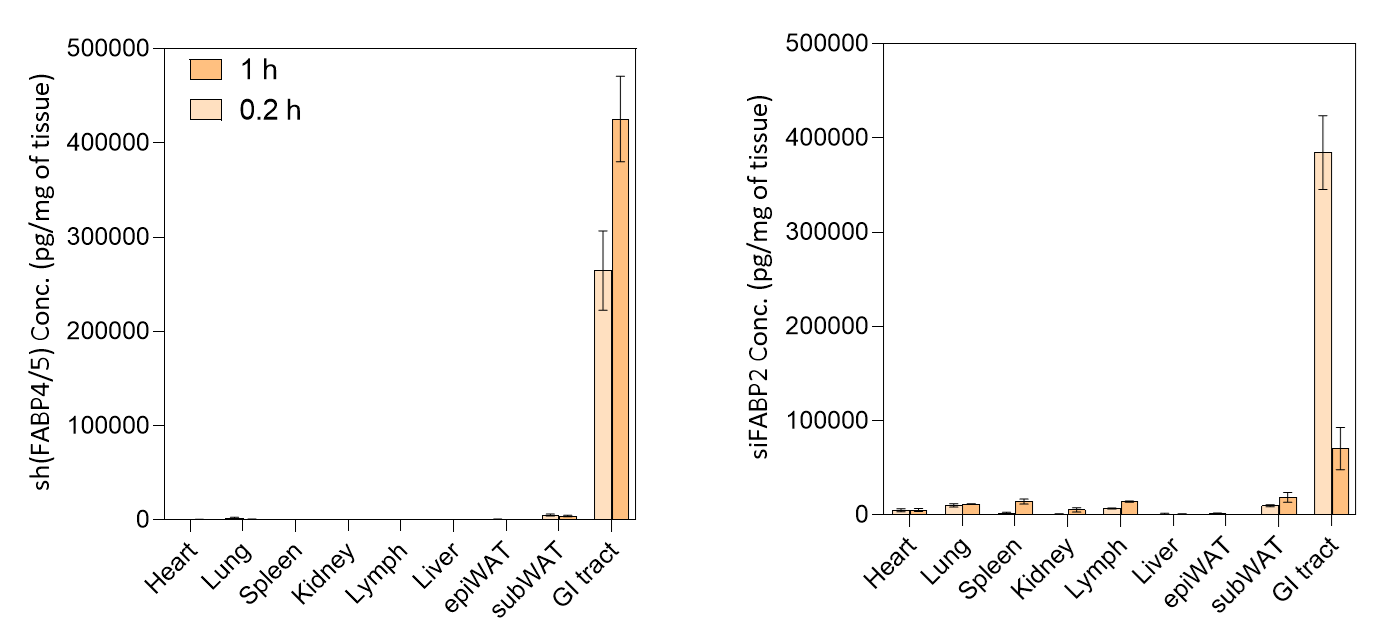 sh(FABP4/5) Conc. (pg/mg of tissue)
500000
400000
300000
200000
100000
0
1 h
0.2 h
Heart
Lung
Spleen
Kidney
Lymph
Liver
epiWAT
subWAT
GI tract
siFABP2 Conc. (pg/mg of tissue)
500000
400000
300000
200000
100000
0
Heart
Lung
Spleen
Kidney
Lymph
Liver
epiWAT
subWAT
GI tract